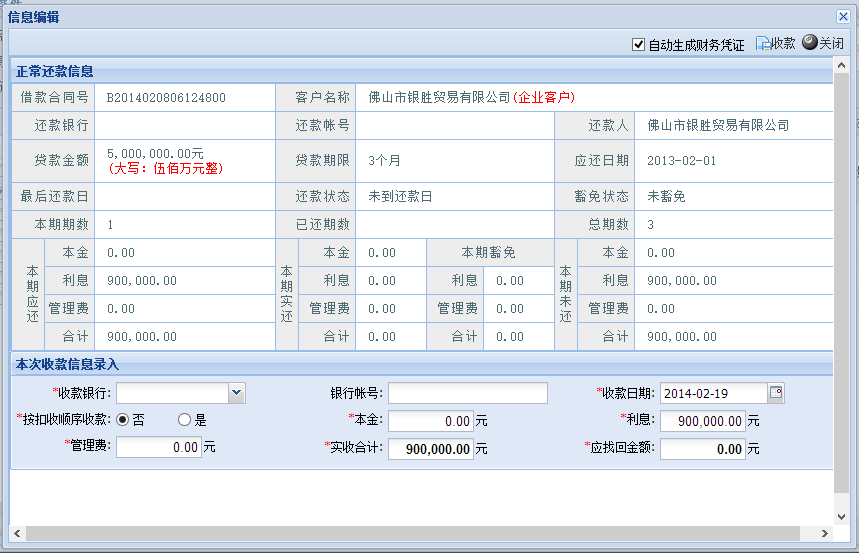 信息编辑
自动生成财务凭证 收款 关闭
正常还款信息
借款合同号 B2014020806124800 客户名称 佛山市银胜贸易有限公司(企业客户)
还款银行 还款帐号 还款人 佛山市银胜贸易有限公司
贷款金额 5,000,000.00元 (大写: 伍佰万元整) 贷款期限 3个月 应还日期 2013-02-01
最后还款日 还款状态 未到还款日 豁免状态 未豁免
本期期数 1 已还期数 总期数 3
本期应还 本金 0.00 本期实还 本金 0.00 本期豁免 本期未还 本金 0.00
利息 900,000.00 利息 0.00 利息 0.00 利息 900,000.00
管理费 0.00 管理费 0.00 管理费 0.00 管理费 0.00
合计 900,000.00 合计 0.00 合计 0.00 合计 900,000.00
本次收款信息录入
*收款银行: 银行帐号: *收款日期: 2014-02-19
*按扣收顺序收款: 否 是 *本金: 0.00 元 *利息: 900,000.00 元
*管理费: 0.00 元 *实收合计: 900,000.00 元 *应找回金额: 0.00 元